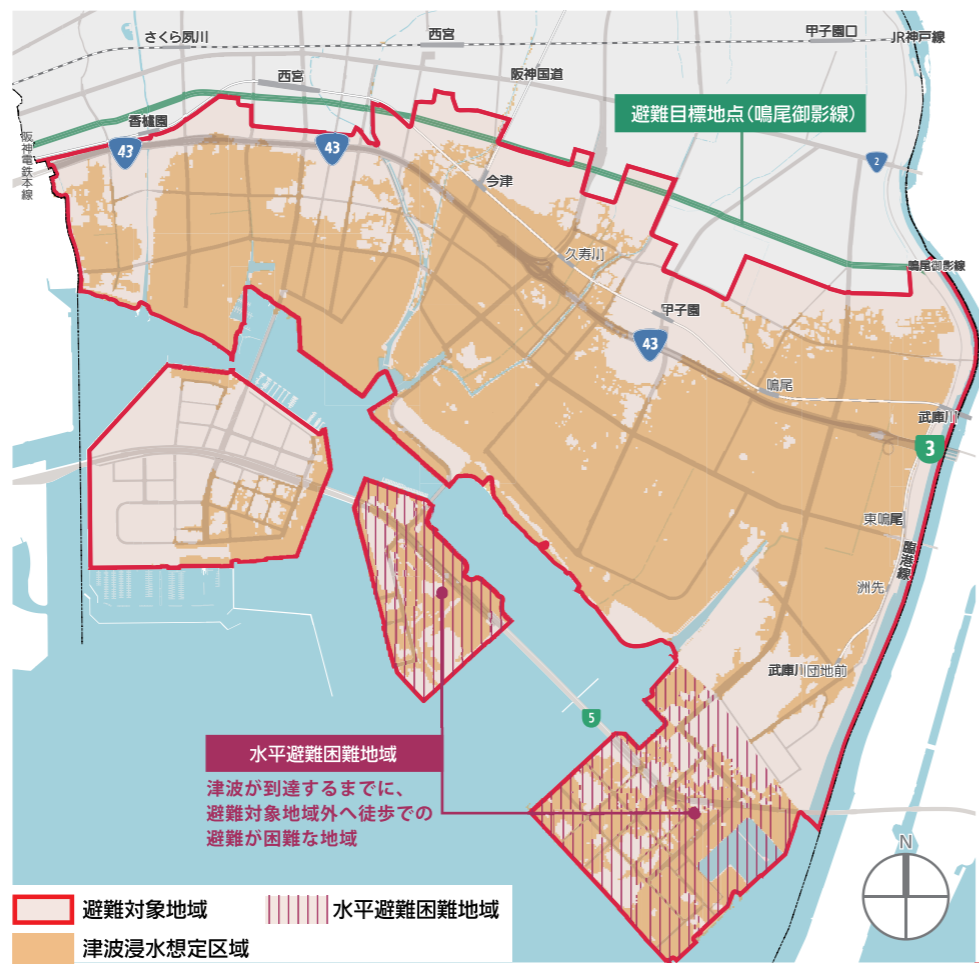 さくら夙川
西宮
甲子園口
JR神戸線
西宮
阪神国道
避難目標地点(鳴尾御影線)
香櫨園
阪神電鉄本線
43
43
2
今津
久寿川
鳴尾御影線
甲子園
43
鳴尾
武庫川
3
東鳴尾
臨港線
洲先
武庫川団地前
5
水平避難困難地域
津波が到達するまでに、
避難対象地域外へ徒歩での
避難が困難な地域
N
避難対象地域
水平避難困難地域
津波浸水想定区域